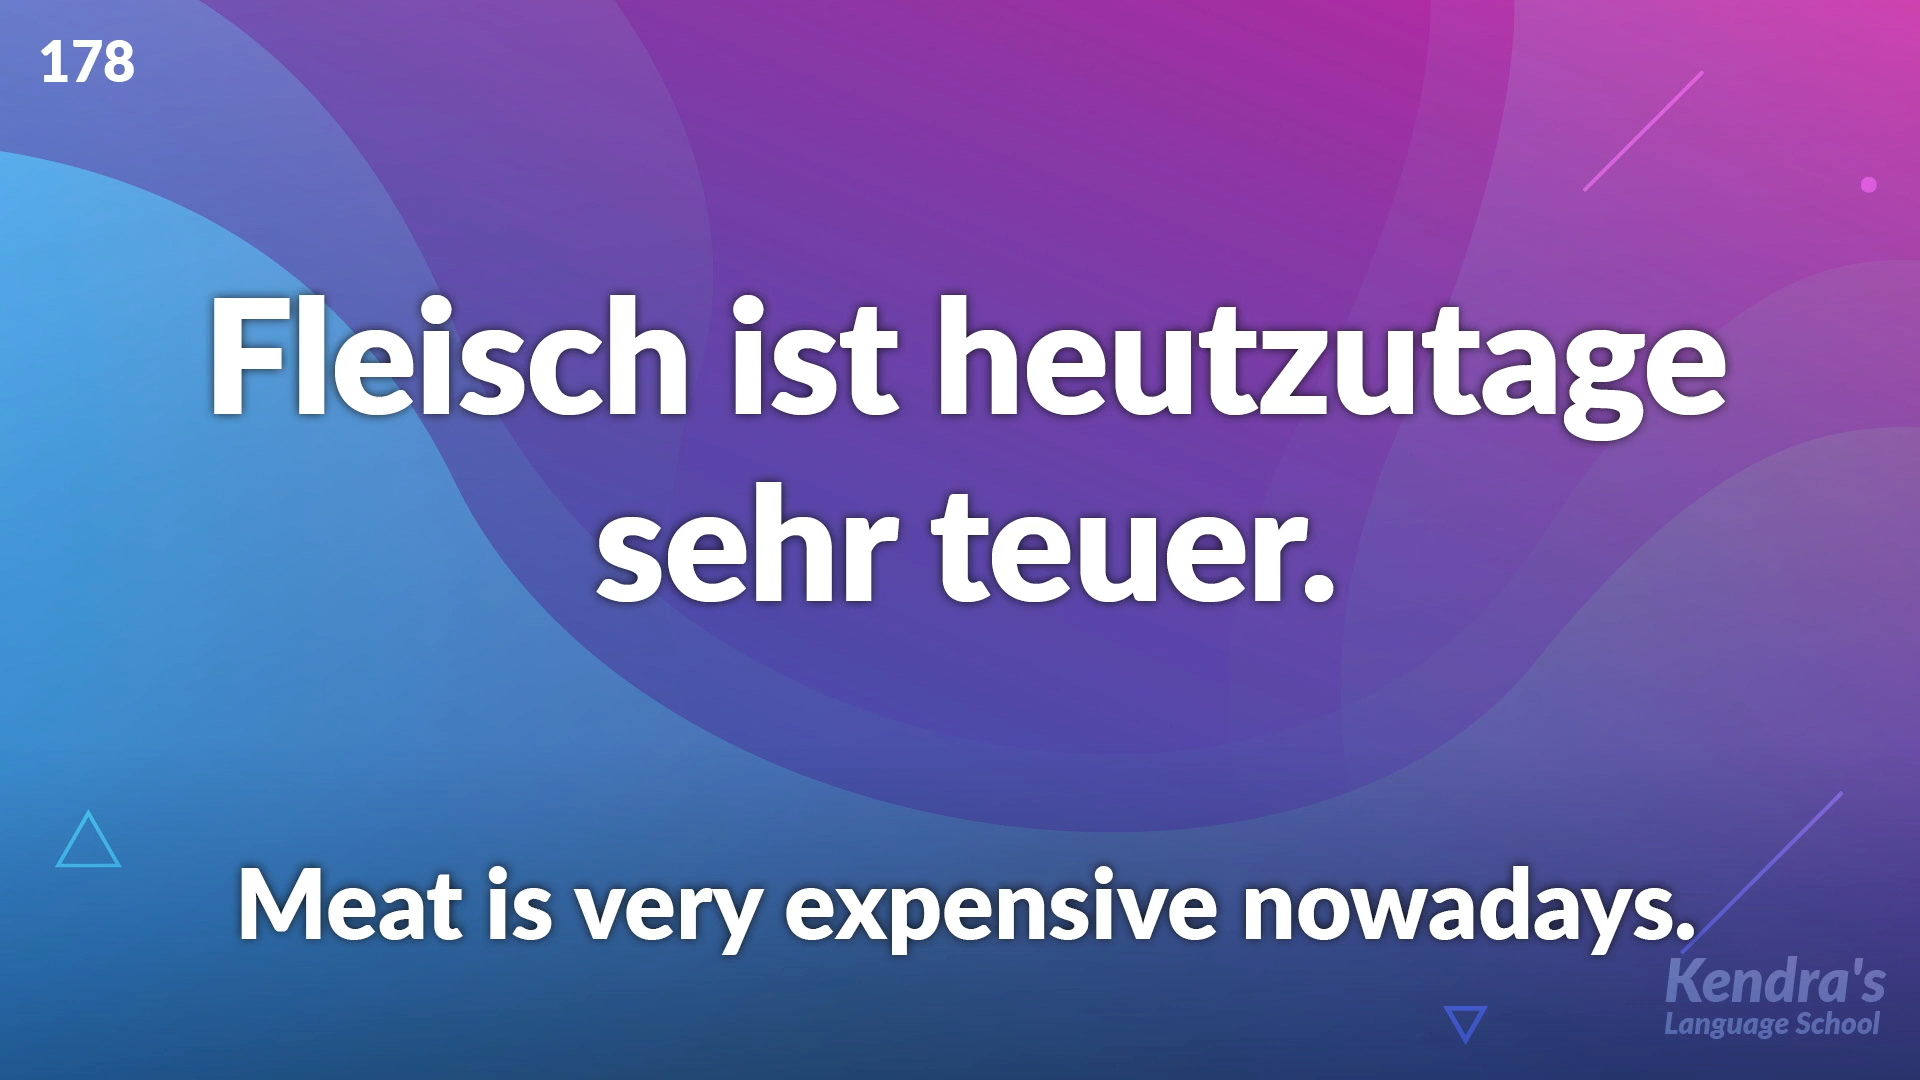 178
Fleisch ist heutzutage
sehr teuer.
Meat is very expensive nowadays.
Kendra's
Language School